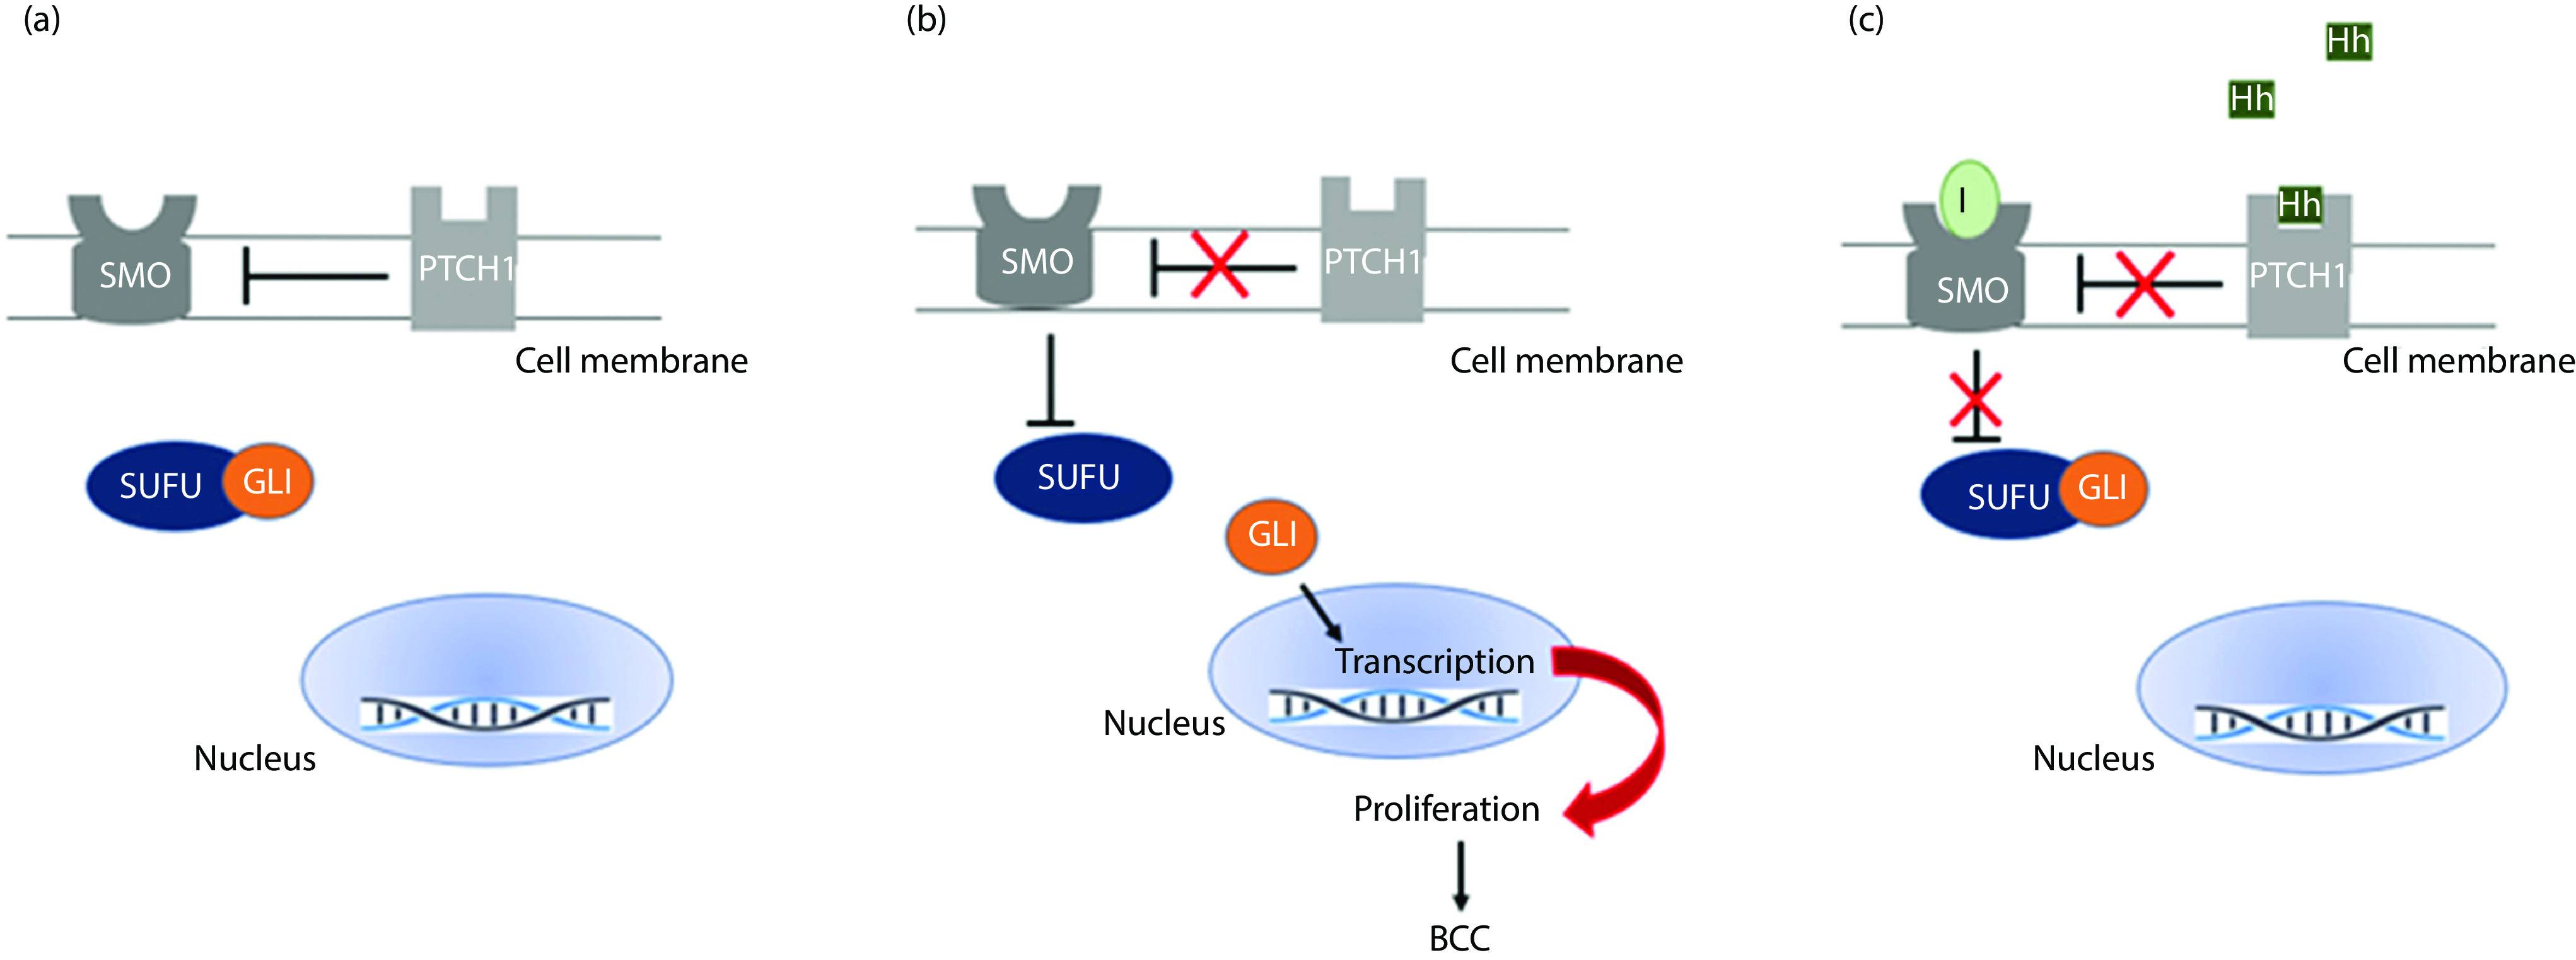 (a)
SMO
PTCH1
Cell membrane
SUFU
GLI
Nucleus
(b)
SMO
PTCH1
Cell membrane
SUFU
GLI
Transcription
Nucleus
Proliferation
BCC
(c)
Hh
Hh
I
Hh
SMO
PTCH1
Cell membrane
SUFU
GLI
Nucleus